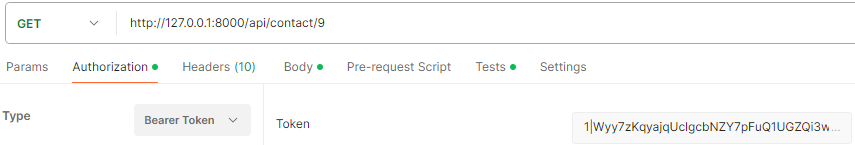 GET http://127.0.0.1:8000/api/contact/9
Params Authorization Headers (10) Body Pre-request Script Tests Settings
Type Bearer Token Token 1|Wyy7zKqyajqUclgcbNZY7pFuQ1UGZQi3w...